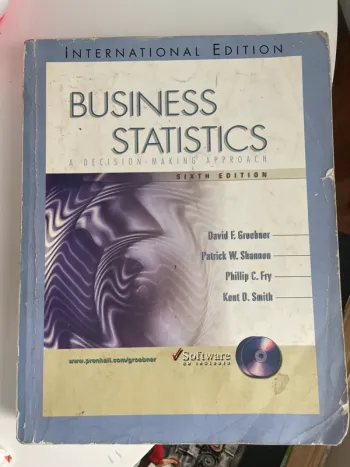 INTERNATIONAL EDITION
BUSINESS
STATISTICS
A DECISION-MAKING APPROACH
SIXTH EDITION
David F. Groebner
Patrick W. Shannon
Phillip C. Fry
Kent D. Smith
www.prenhall.com/groebner
Software